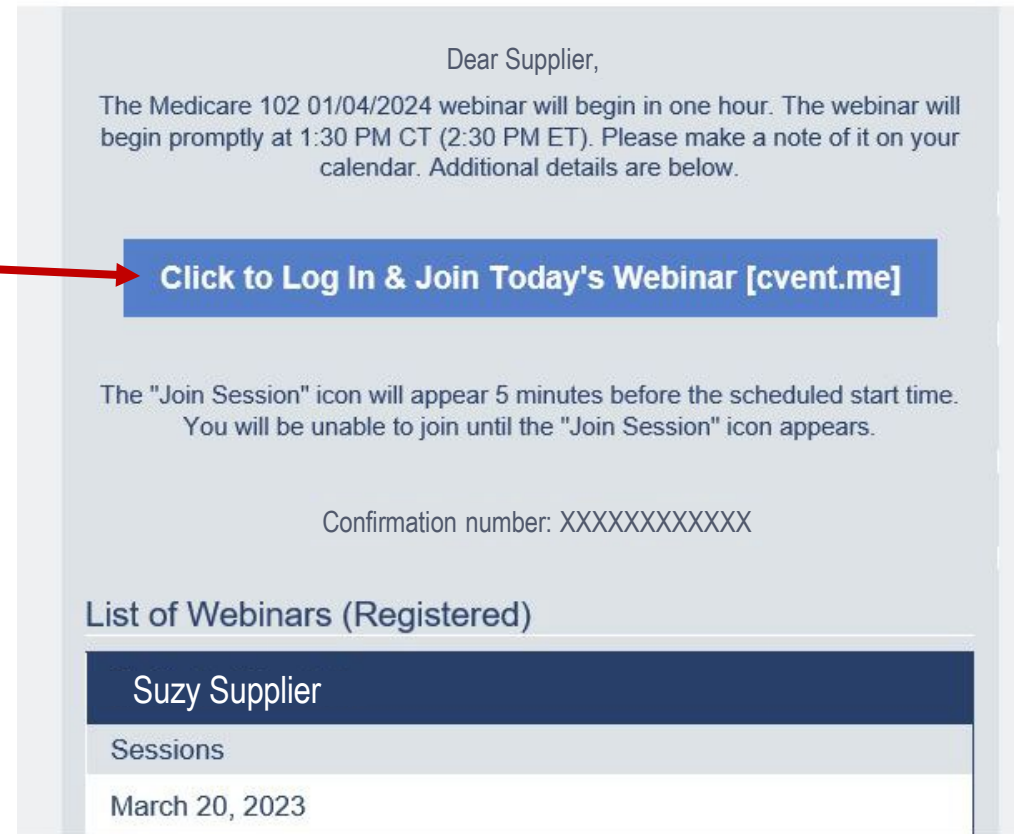 Dear Supplier,
The Medicare 102 01/04/2024 webinar will begin in one hour. The webinar will
begin promptly at 1:30 PM CT (2:30 PM ET). Please make a note of it on your
calendar. Additional details are below.
Click to Log In & Join Today's Webinar [cvent.me]
The "Join Session" icon will appear 5 minutes before the scheduled start time.
You will be unable to join until the "Join Session" icon appears.
Confirmation number: XXXXXXXXXXXX
List of Webinars (Registered)
Suzy Supplier
Sessions
March 20, 2023